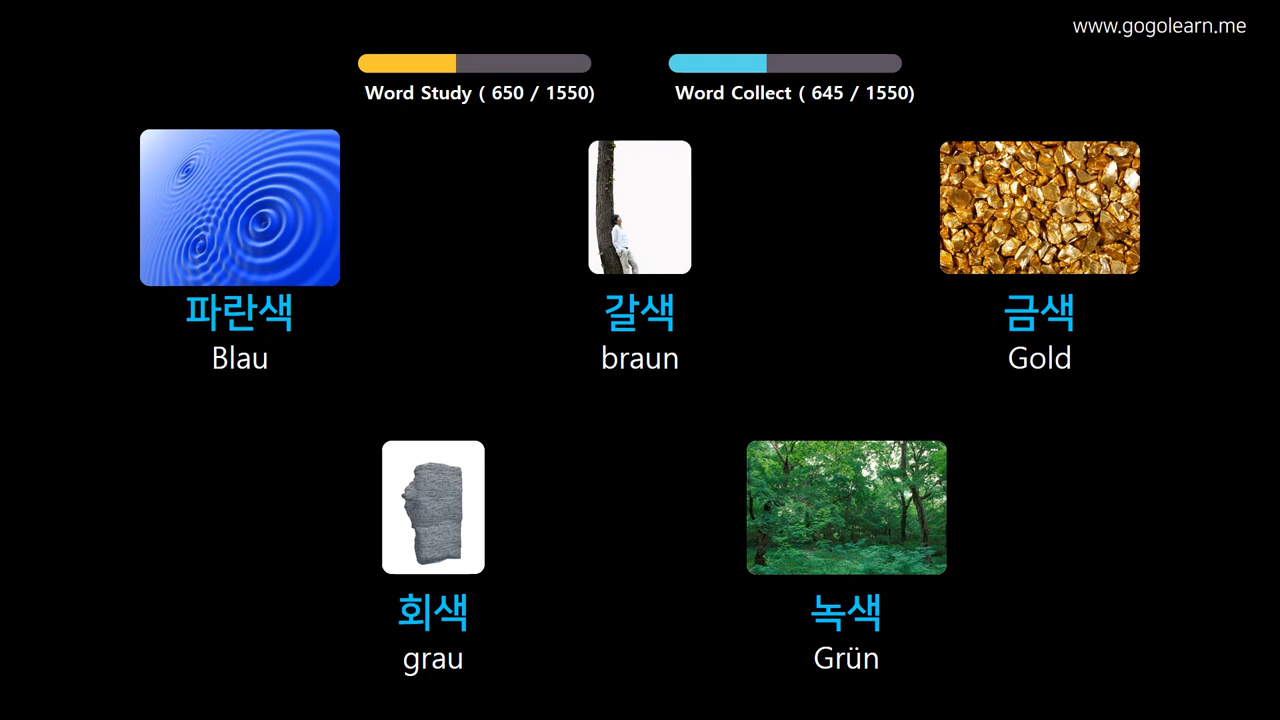 www.gogolearn.me
Word Study ( 650 / 1550)
Word Collect ( 645 / 1550)
파란색
Blau
갈색
braun
금색
Gold
회색
grau
녹색
Grün